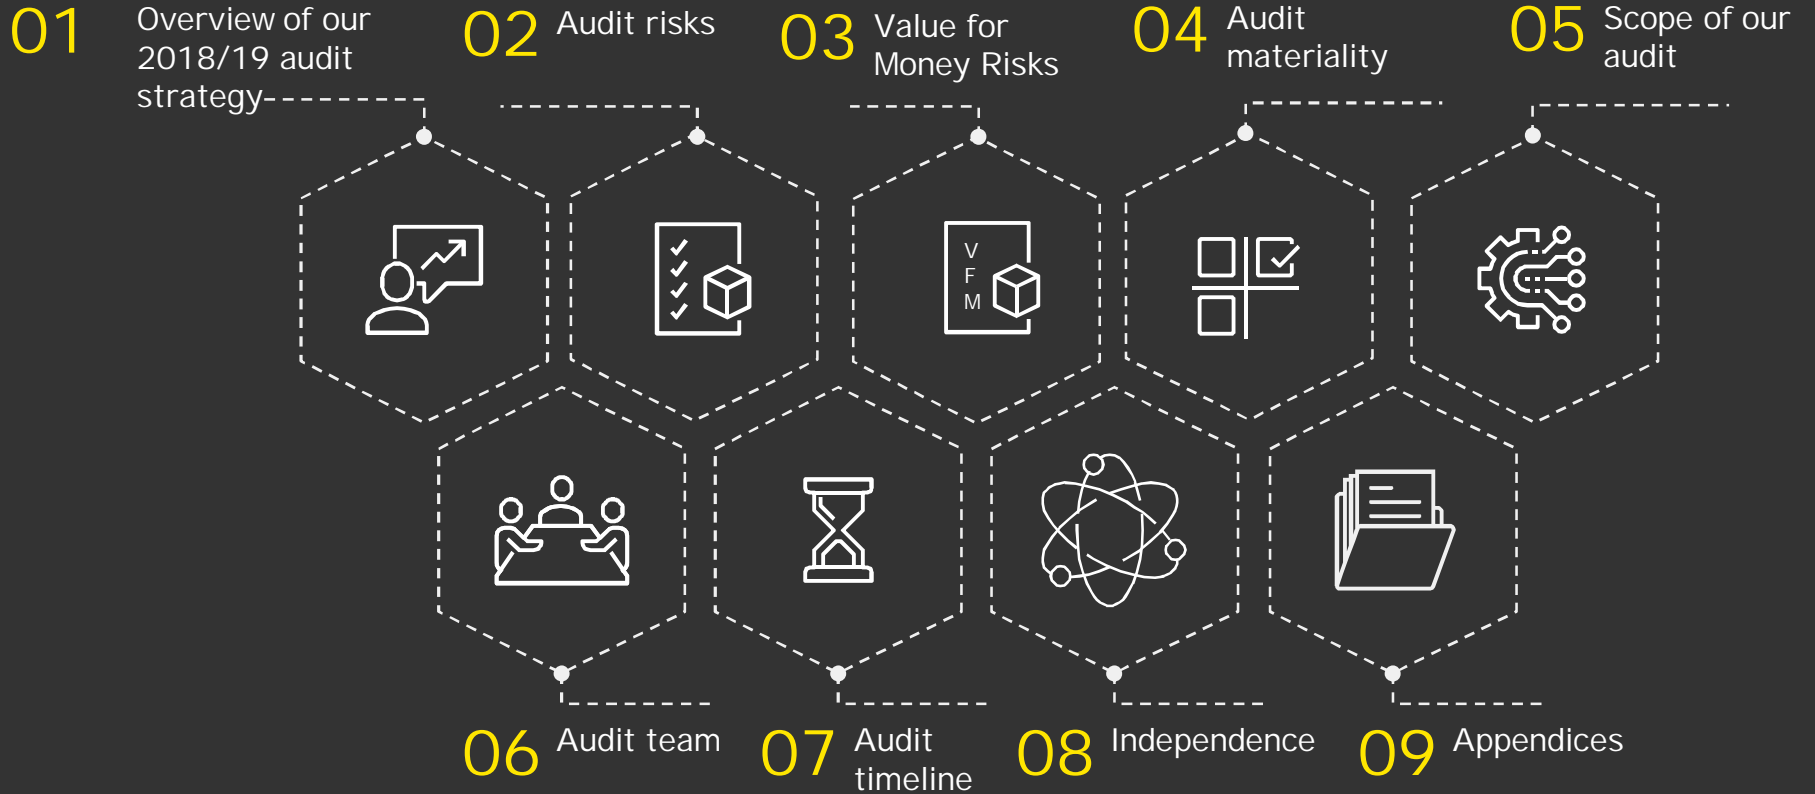 01
Overview of our
2018/19 audit
strategy
02
Audit risks
03
Value for
Money Risks
04
Audit
materiality
05
Scope of our
audit
V
F
M
06
Audit team
07
Audit
timeline
08
Independence
09
Appendices